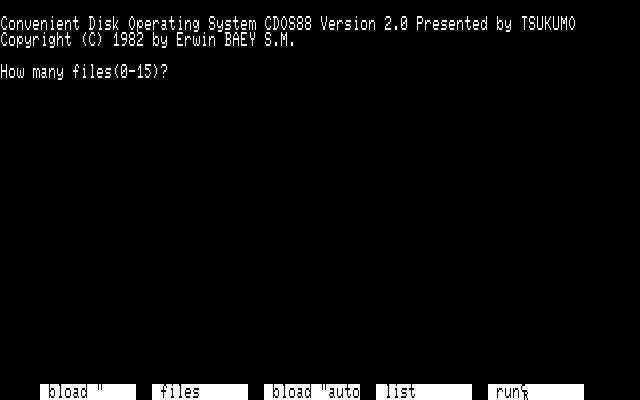 Convenient Disk Operating System CDOS88 Version 2.0 Presented by TSUKUMO
Copyright (C) 1982 by Erwin BAEY S.M.
How many files(0-15)?
bload " files bload "auto list run␍